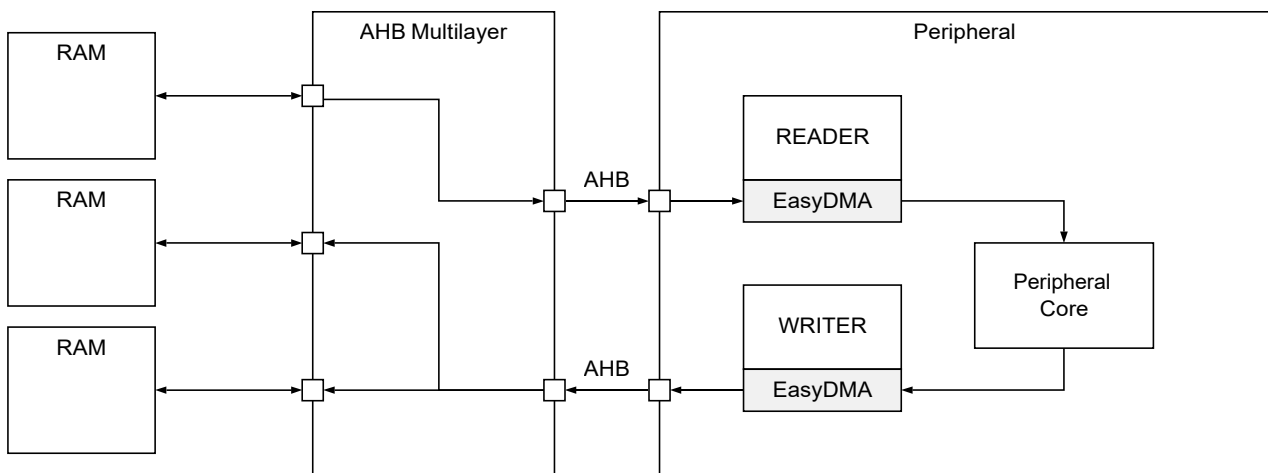 AHB Multilayer
Peripheral
RAM
READER
AHB
EasyDMA
RAM
Peripheral
Core
WRITER
RAM
AHB
EasyDMA